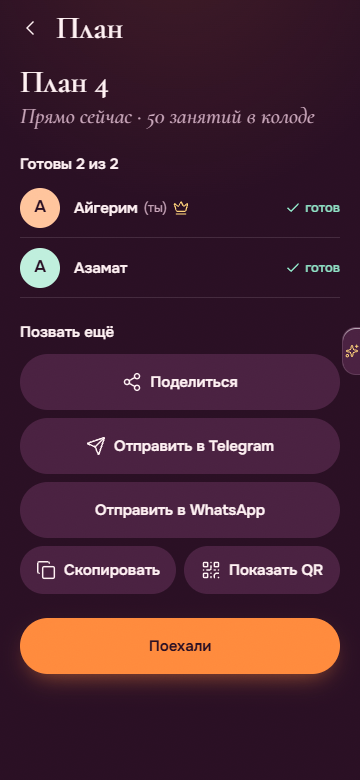 План
План 4
Прямо сейчас · 50 занятий в колоде
Готовы 2 из 2
А Айгерим (ты) готов
А Азамат готов
Позвать ещё
Поделиться
Отправить в Telegram
Отправить в WhatsApp
Скопировать Показать QR
Поехали